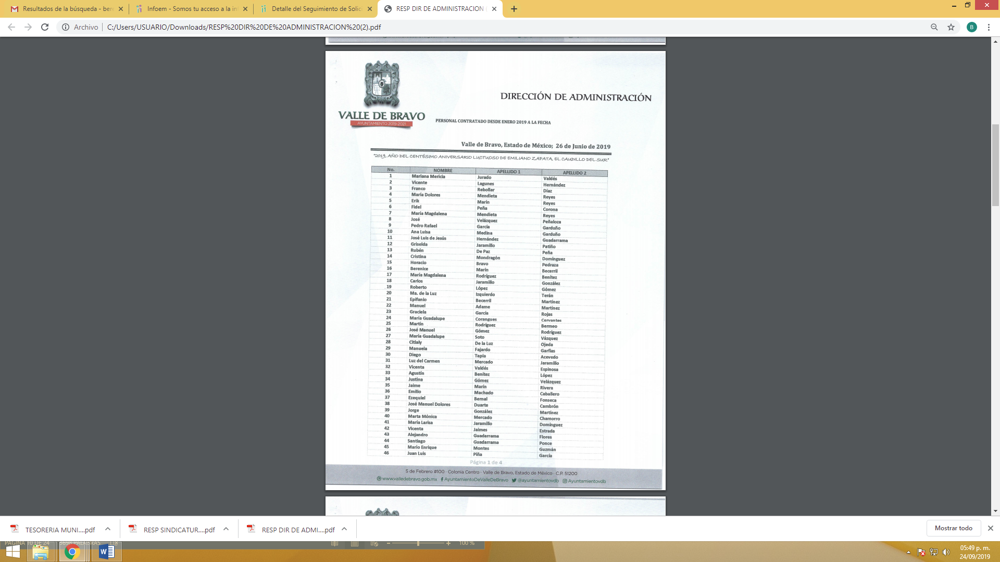 Resultados de la búsqueda - ber
Infoem - Somos tu acceso a la in
Detalle del Seguimiento de Solic
RESP DIR DE ADMINISTRACION (
Archivo
C:/Users/USUARIO/Downloads/RESP%20DIR%20DE%20ADMINISTRACION%20(2).pdf
B
DIRECCIÓN DE ADMINISTRACIÓN
VALLE DE BRAVO
AYUNTAMIENTO 2019-2021
PERSONAL CONTRATADO DESDE ENERO 2019 A LA FECHA
Valle de Bravo, Estado de México; 26 de Junio de 2019
"2019, AÑO DEL CENTÉSIMO ANIVERSARIO LUCTUOSO DE EMILIANO ZAPATA, EL CAUDILLO DEL SUR"
No. NOMBRE APELLIDO 1 APELLIDO 2
1 Mariana Mericia Jurado Valdés
2 Vicente Lagunes Hernández
3 Franco Rebollar Díaz
4 María Dolores Mendieta Reyes
5 Erik Marín Reyes
6 Fidel Peña Corona
7 María Magdalena Mendieta Reyes
8 José Velázquez Peñaloza
9 Pedro Rafael García Garduño
10 Ana Luisa Medina Garduño
11 José Luis de Jesús Hernández Guadarrama
12 Griselda Jaramillo Patiño
13 Rubén De Paz Peña
14 Cristina Mondragón Domínguez
15 Horacio Bravo Pedraza
16 Berenice Marín Becerril
17 María Magdalena Rodríguez Benítez
18 Carlos Jaramillo González
19 Roberto López Gómez
20 Ma. de la Luz Izquierdo Terán
21 Epifanio Becerril Martínez
22 Manuel Adame Martínez
23 Graciela García Rojas
24 María Guadalupe Corangues Cervantes
25 Martín Rodríguez Bermeo
26 José Manuel Gómez Rodríguez
27 María Guadalupe Soto Vázquez
28 Citlaly De la Luz Ojeda
29 Manuela Fajardo Garfias
30 Diego Tapia Acevedo
31 Luz del Carmen Mercado Jaramillo
32 Vicenta Valdés Espinosa
33 Agustín Benítez López
34 Justina Gómez Velázquez
35 Jaime Marín Rivera
36 Emilio Machado Caballero
37 Ezequiel Bernal Fonseca
38 José Manuel Dolores Duarte Cambrón
39 Jorge González Martínez
40 Marta Mónica Mercado Chamorro
41 María Larisa Jaramillo Domínguez
42 Vicenta Jaimes Estrada
43 Alejandro Guadarrama Flores
44 Santiago Guadarrama Ponce
45 Mario Enrique Montes Guzmán
46 Juan Luis Piña García
Página 1 de 4
5 de Febrero #100 · Colonia Centro · Valle de Bravo, Estado de México · C.P. 51200
www.valledebravo.gob.mx AyuntamientoDeValleDeBravo @ayuntamientovdb Ayuntamientovdb
TESORERIA MUNI....pdf
RESP SINDICATUR....pdf
RESP DIR DE ADMI....pdf
Mostrar todo
PÁGINA 10 DE 24
100 %
05:49 p. m.
24/09/2019